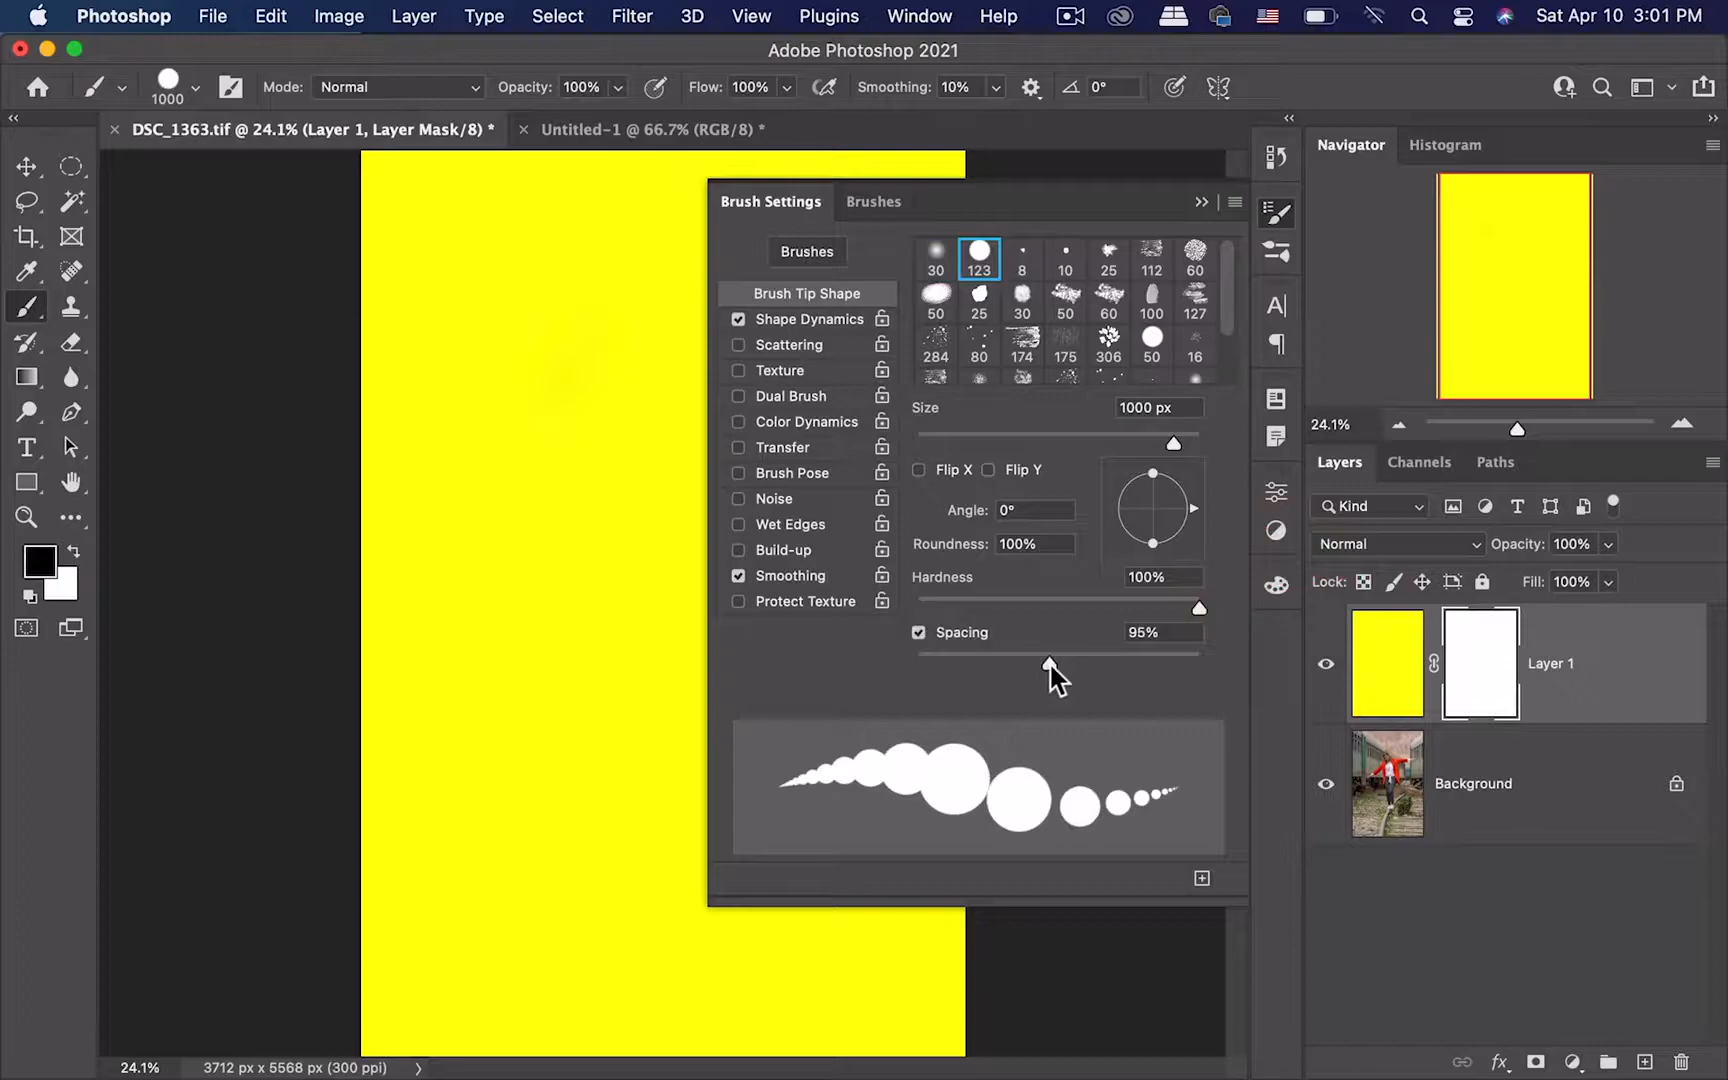 Photoshop File Edit Image Layer Type Select Filter 3D View Plugins Window Help Sat Apr 10 3:01 PM
Adobe Photoshop 2021
1000 Mode: Normal Opacity: 100% Flow: 100% Smoothing: 10% 0°
DSC_1363.tif @ 24.1% (Layer 1, Layer Mask/8) * Untitled-1 @ 66.7% (RGB/8) *
Navigator Histogram
Brush Settings Brushes
Brushes
30 123 8 10 25 112 60
Brush Tip Shape
50 25 30 50 60 100 127
Shape Dynamics
Scattering
284 80 174 175 306 50 16
Texture
Dual Brush
Size 1000 px
Color Dynamics
24.1%
Transfer
Layers Channels Paths
Brush Pose
Flip X Flip Y
Noise
Kind
Angle: 0°
Wet Edges
Roundness: 100%
Normal Opacity: 100%
Build-up
Smoothing
Hardness 100%
Lock: Fill: 100%
Protect Texture
Spacing 95%
Layer 1
Background
24.1% 3712 px x 5568 px (300 ppi)